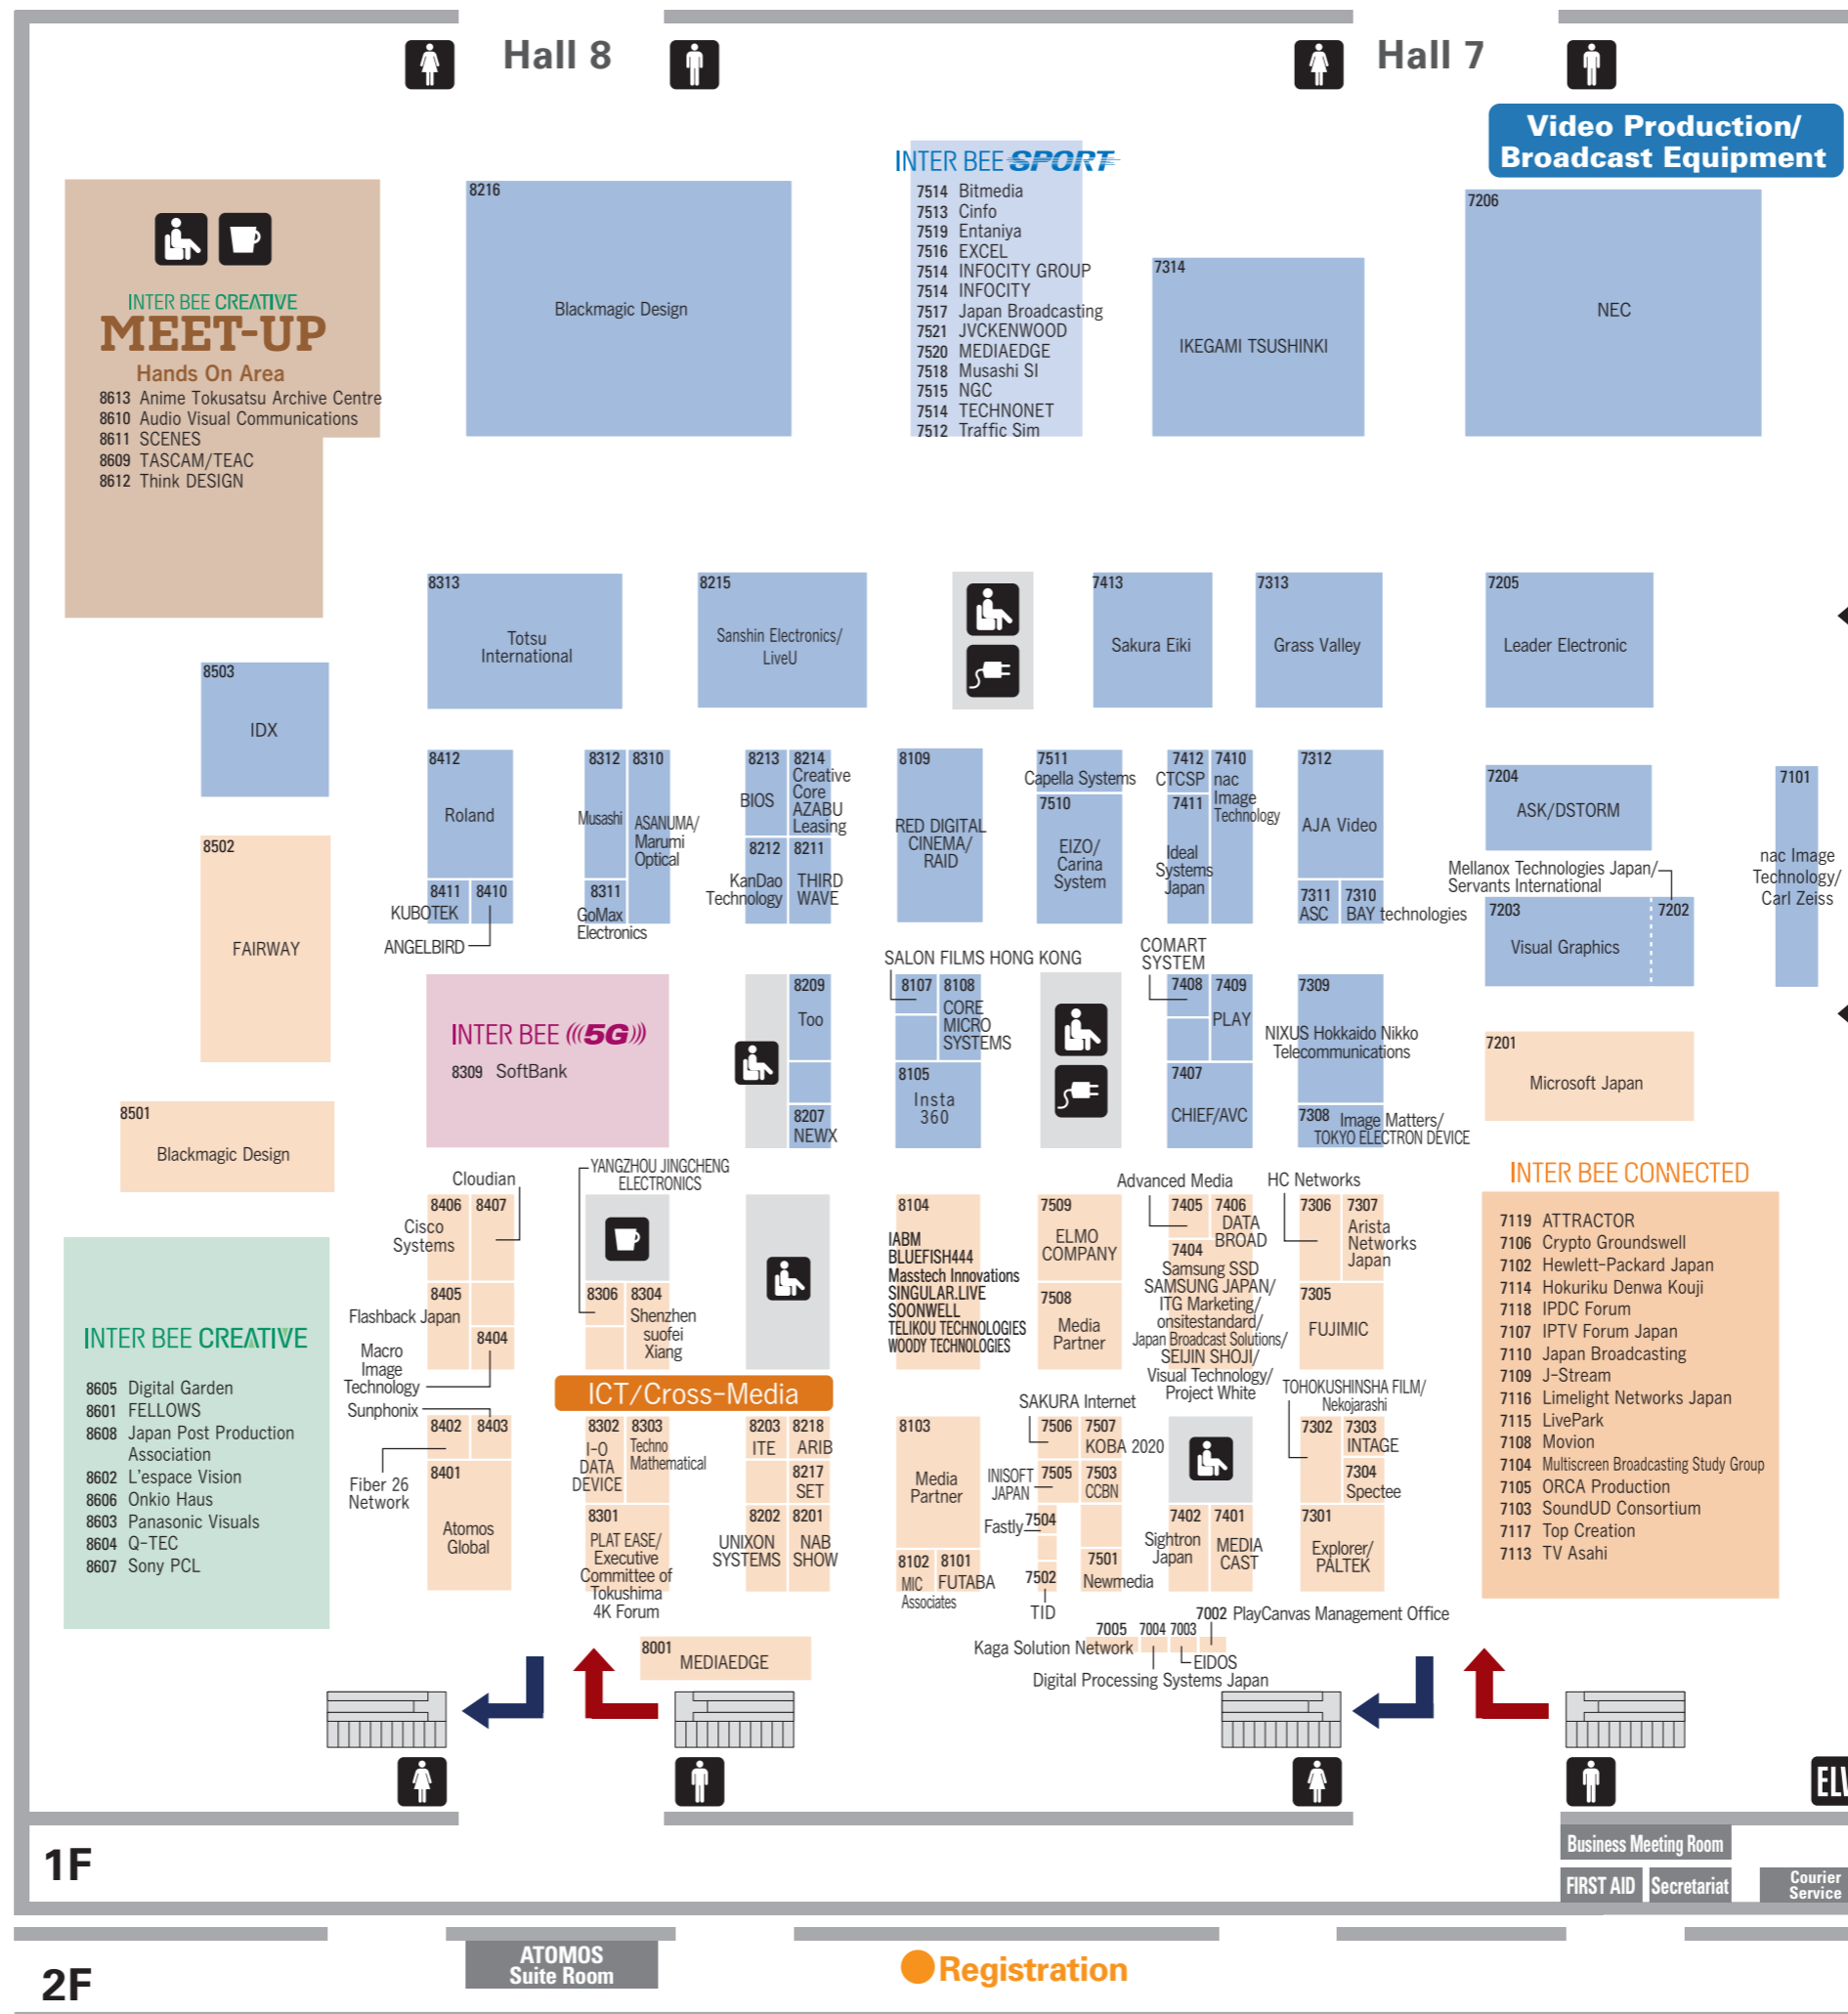 Hall 8
Hall 7
Video Production/
Broadcast Equipment
INTER BEE CREATIVE
MEET-UP
Hands On Area
8613 Anime Tokusatsu Archive Centre
8610 Audio Visual Communications
8611 SCENES
8609 TASCAM/TEAC
8612 Think DESIGN
8216
Blackmagic Design
INTER BEE SPORT
7514 Bitmedia
7513 Cinfo
7519 Entaniya
7516 EXCEL
7514 INFOCITY GROUP
7514 INFOCITY
7517 Japan Broadcasting
7521 JVCKENWOOD
7520 MEDIAEDGE
7518 Musashi SI
7515 NGC
7514 TECHNONET
7512 Traffic Sim
7314
IKEGAMI TSUSHINKI
7206
NEC
8313
Totsu
International
8215
Sanshin Electronics/
LiveU
7413
Sakura Eiki
7313
Grass Valley
7205
Leader Electronic
8503
IDX
8412
Roland
8411
KUBOTEK
8410
ANGELBIRD
8312
Musashi
8310
ASANUMA/
Marumi
Optical
8311
GoMax
Electronics
8213
BIOS
8214
Creative
Core
AZABU
Leasing
8212
KanDao
Technology
8211
THIRD
WAVE
8109
RED DIGITAL
CINEMA/
RAID
7511
Capella Systems
7510
EIZO/
Carina
System
7412
CTCSP
7410
nac
Image
Technology
7411
Ideal
Systems
Japan
7312
AJA Video
7311
ASC
7310
BAY technologies
7204
ASK/DSTORM
Mellanox Technologies Japan/
Servants International
7203
Visual Graphics
7202
7101
nac Image
Technology/
Carl Zeiss
8502
FAIRWAY
INTER BEE (((5G)))
8309 SoftBank
8209
Too
8207
NEWX
SALON FILMS HONG KONG
8107
8108
CORE
MICRO
SYSTEMS
8105
Insta
360
COMART
SYSTEM
7408
7409
PLAY
7407
CHIEF/AVC
7309
NIXUS Hokkaido Nikko
Telecommunications
7308 Image Matters/
TOKYO ELECTRON DEVICE
7201
Microsoft Japan
8501
Blackmagic Design
Cloudian
8406
Cisco
Systems
8407
8405
Flashback Japan
8404
Macro
Image
Technology
Sunphonix
8402
8403
Fiber 26
Network
8401
Atomos
Global
YANGZHOU JINGCHENG
ELECTRONICS
8306
8304
Shenzhen
suofei
Xiang
ICT/Cross-Media
8302
I-O
DATA
DEVICE
8303
Techno
Mathematical
8301
PLAT EASE/
Executive
Committee of
Tokushima
4K Forum
8203
ITE
8218
ARIB
8217
SET
8202
UNIXON
SYSTEMS
8201
NAB
SHOW
8104
IABM
BLUEFISH444
Masstech Innovations
SINGULAR.LIVE
SOONWELL
TELIKOU TECHNOLOGIES
WOODY TECHNOLOGIES
7509
ELMO
COMPANY
7508
Media
Partner
Advanced Media
7405
7406
DATA
BROAD
7404
Samsung SSD
SAMSUNG JAPAN/
ITG Marketing/
onsitestandard/
Japan Broadcast Solutions/
SEIJIN SHOJI/
Visual Technology/
Project White
HC Networks
7306
7307
Arista
Networks
Japan
7305
FUJIMIC
8103
Media
Partner
8102
MIC
Associates
8101
FUTABA
SAKURA Internet
7506
7507
KOBA 2020
INISOFT
JAPAN
7505
7503
CCBN
Fastly
7504
7502
TID
7501
Newmedia
7402
Sightron
Japan
7401
MEDIA
CAST
TOHOKUSHINSHA FILM/
Nekojarashi
7302
7303
INTAGE
7304
Spectee
7301
Explorer/
PALTEK
INTER BEE CONNECTED
7119 ATTRACTOR
7106 Crypto Groundswell
7102 Hewlett-Packard Japan
7114 Hokuriku Denwa Kouji
7118 IPDC Forum
7107 IPTV Forum Japan
7110 Japan Broadcasting
7109 J-Stream
7116 Limelight Networks Japan
7115 LivePark
7108 Movion
7104 Multiscreen Broadcasting Study Group
7105 ORCA Production
7103 SoundUD Consortium
7117 Top Creation
7113 TV Asahi
INTER BEE CREATIVE
8605 Digital Garden
8601 FELLOWS
8608 Japan Post Production
Association
8602 L'espace Vision
8606 Onkio Haus
8603 Panasonic Visuals
8604 Q-TEC
8607 Sony PCL
8001
MEDIAEDGE
7005
Kaga Solution Network
7004
Digital Processing Systems Japan
7003
EIDOS
7002 PlayCanvas Management Office
1F
Business Meeting Room
FIRST AID
Secretariat
Courier
Service
2F
ATOMOS
Suite Room
Registration